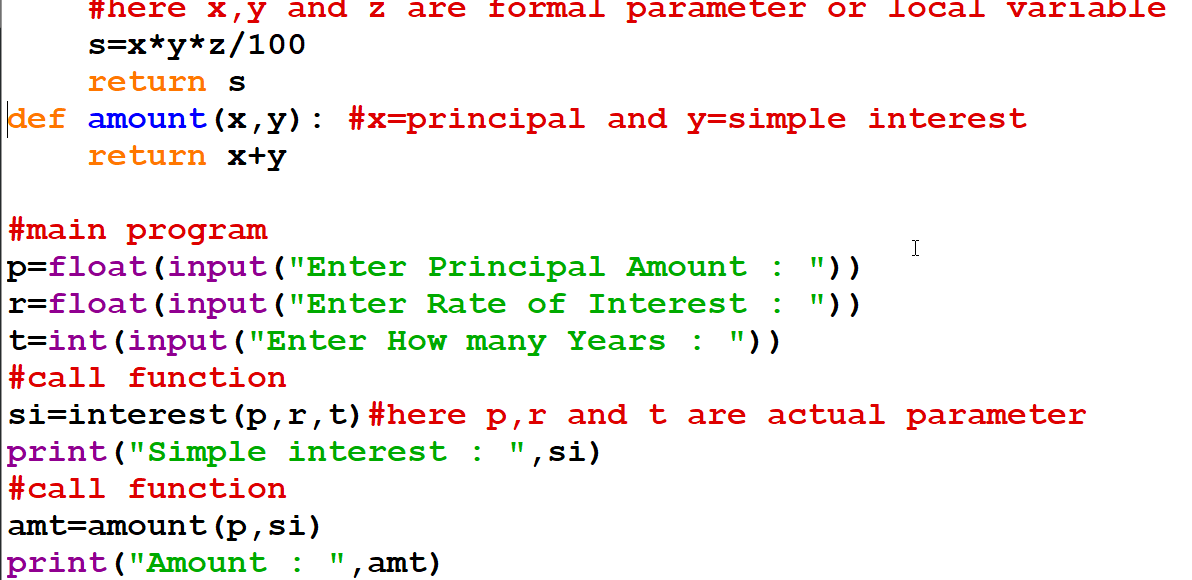 #here x,y and z are formal parameter or local variable
s=x*y*z/100
return s
def amount(x,y): #x=principal and y=simple interest
return x+y
#main program
p=float(input("Enter Principal Amount : "))
r=float(input("Enter Rate of Interest : "))
t=int(input("Enter How many Years : "))
#call function
si=interest(p,r,t)#here p,r and t are actual parameter
print("Simple interest : ",si)
#call function
amt=amount(p,si)
print("Amount : ",amt)